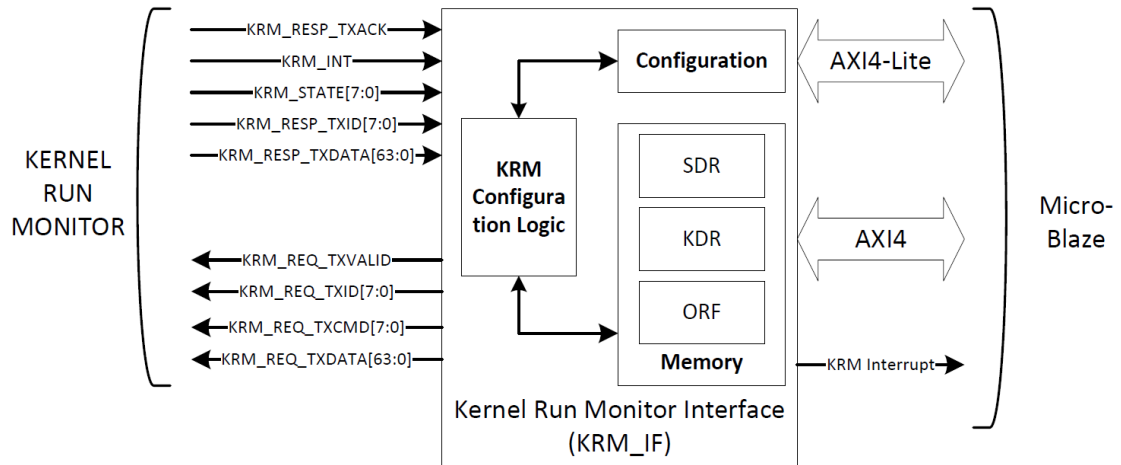 KERNEL
RUN
MONITOR
KRM_RESP_TXACK
KRM_INT
KRM_STATE[7:0]
KRM_RESP_TXID[7:0]
KRM_RESP_TXDATA[63:0]
KRM_REQ_TXVALID
KRM_REQ_TXID[7:0]
KRM_REQ_TXCMD[7:0]
KRM_REQ_TXDATA[63:0]
KRM
Configura
tion Logic
Configuration
SDR
KDR
ORF
Memory
Kernel Run Monitor Interface
(KRM_IF)
AXI4-Lite
AXI4
KRM Interrupt
Micro-
Blaze